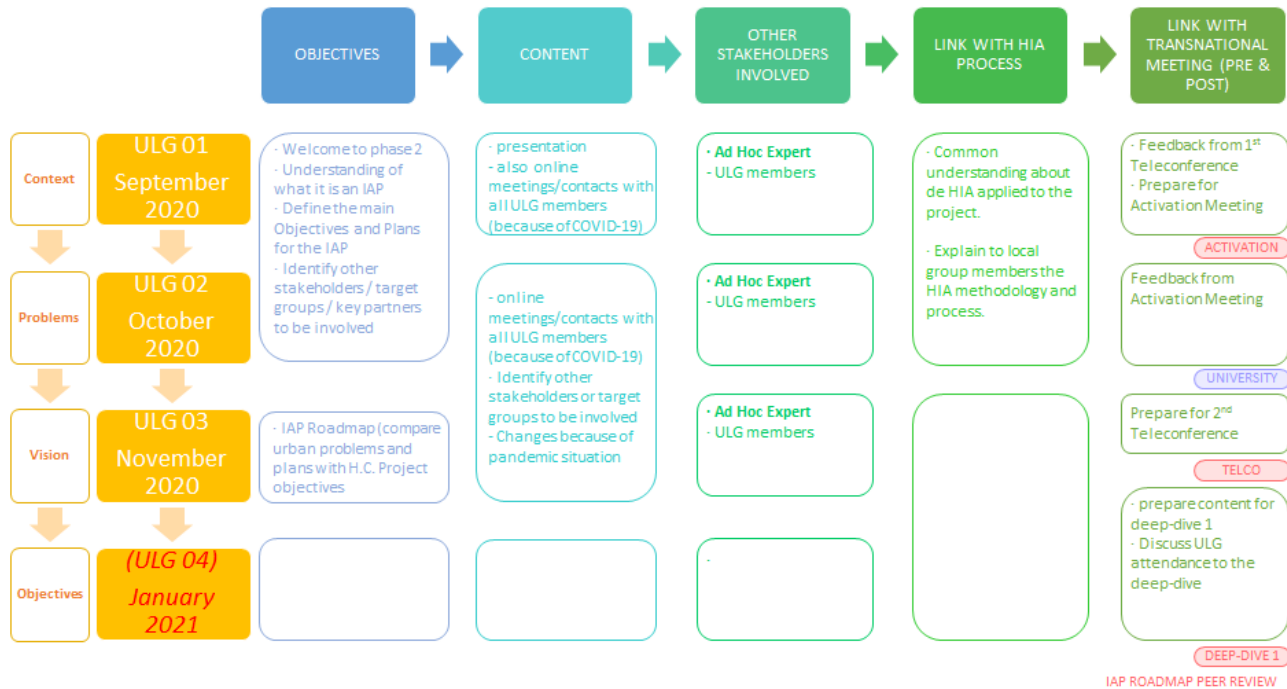 OBJECTIVES
CONTENT
OTHER
STAKEHOLDERS
INVOLVED
LINK WITH HIA
PROCESS
LINK WITH
TRANSNATIONAL
MEETING (PRE &
POST)
Context
ULG 01
September
2020
· Welcome to phase 2
· Understanding of
what it is an IAP
· Define the main
Objectives and Plans
for the IAP
· Identify other
stakeholders / target
groups / key partners
to be involved
· presentation
- also online
meetings/contacts with
all ULG members
(because of COVID-19)
· Ad Hoc Expert
- ULG members
· Common
understanding about
de HIA applied to the
project.
· Explain to local
group members the
HIA methodology and
process.
· Feedback from 1st
Teleconference
· Prepare for
Activation Meeting
ACTIVATION
Problems
ULG 02
October
2020
- online
meetings/contacts with
all ULG members
(because of COVID-19)
· Identify other
stakeholders or target
groups to be involved
- Changes because of
pandemic situation
· Ad Hoc Expert
- ULG members
Feedback from
Activation Meeting
UNIVERSITY
Vision
ULG 03
November
2020
· IAP Roadmap (compare
urban problems and
plans with H.C. Project
objectives
· Ad Hoc Expert
· ULG members
Prepare for 2nd
Teleconference
TELCO
Objectives
(ULG 04)
January
2021
-
· prepare content for
deep-dive 1
· Discuss ULG
attendance to the
deep-dive
DEEP-DIVE 1
IAP ROADMAP PEER REVIEW